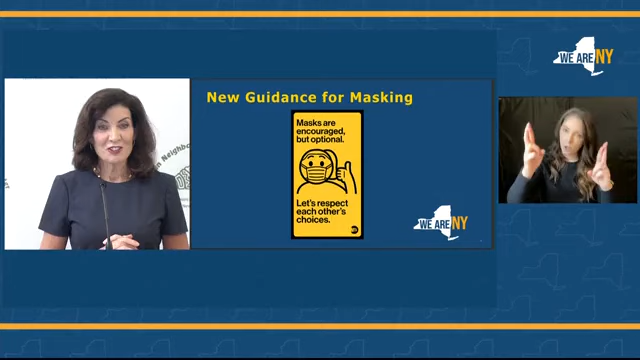 WE ARE NY
New Guidance for Masking
Masks are
encouraged,
but optional.
Let's respect
each other's
choices.
WE ARE NY